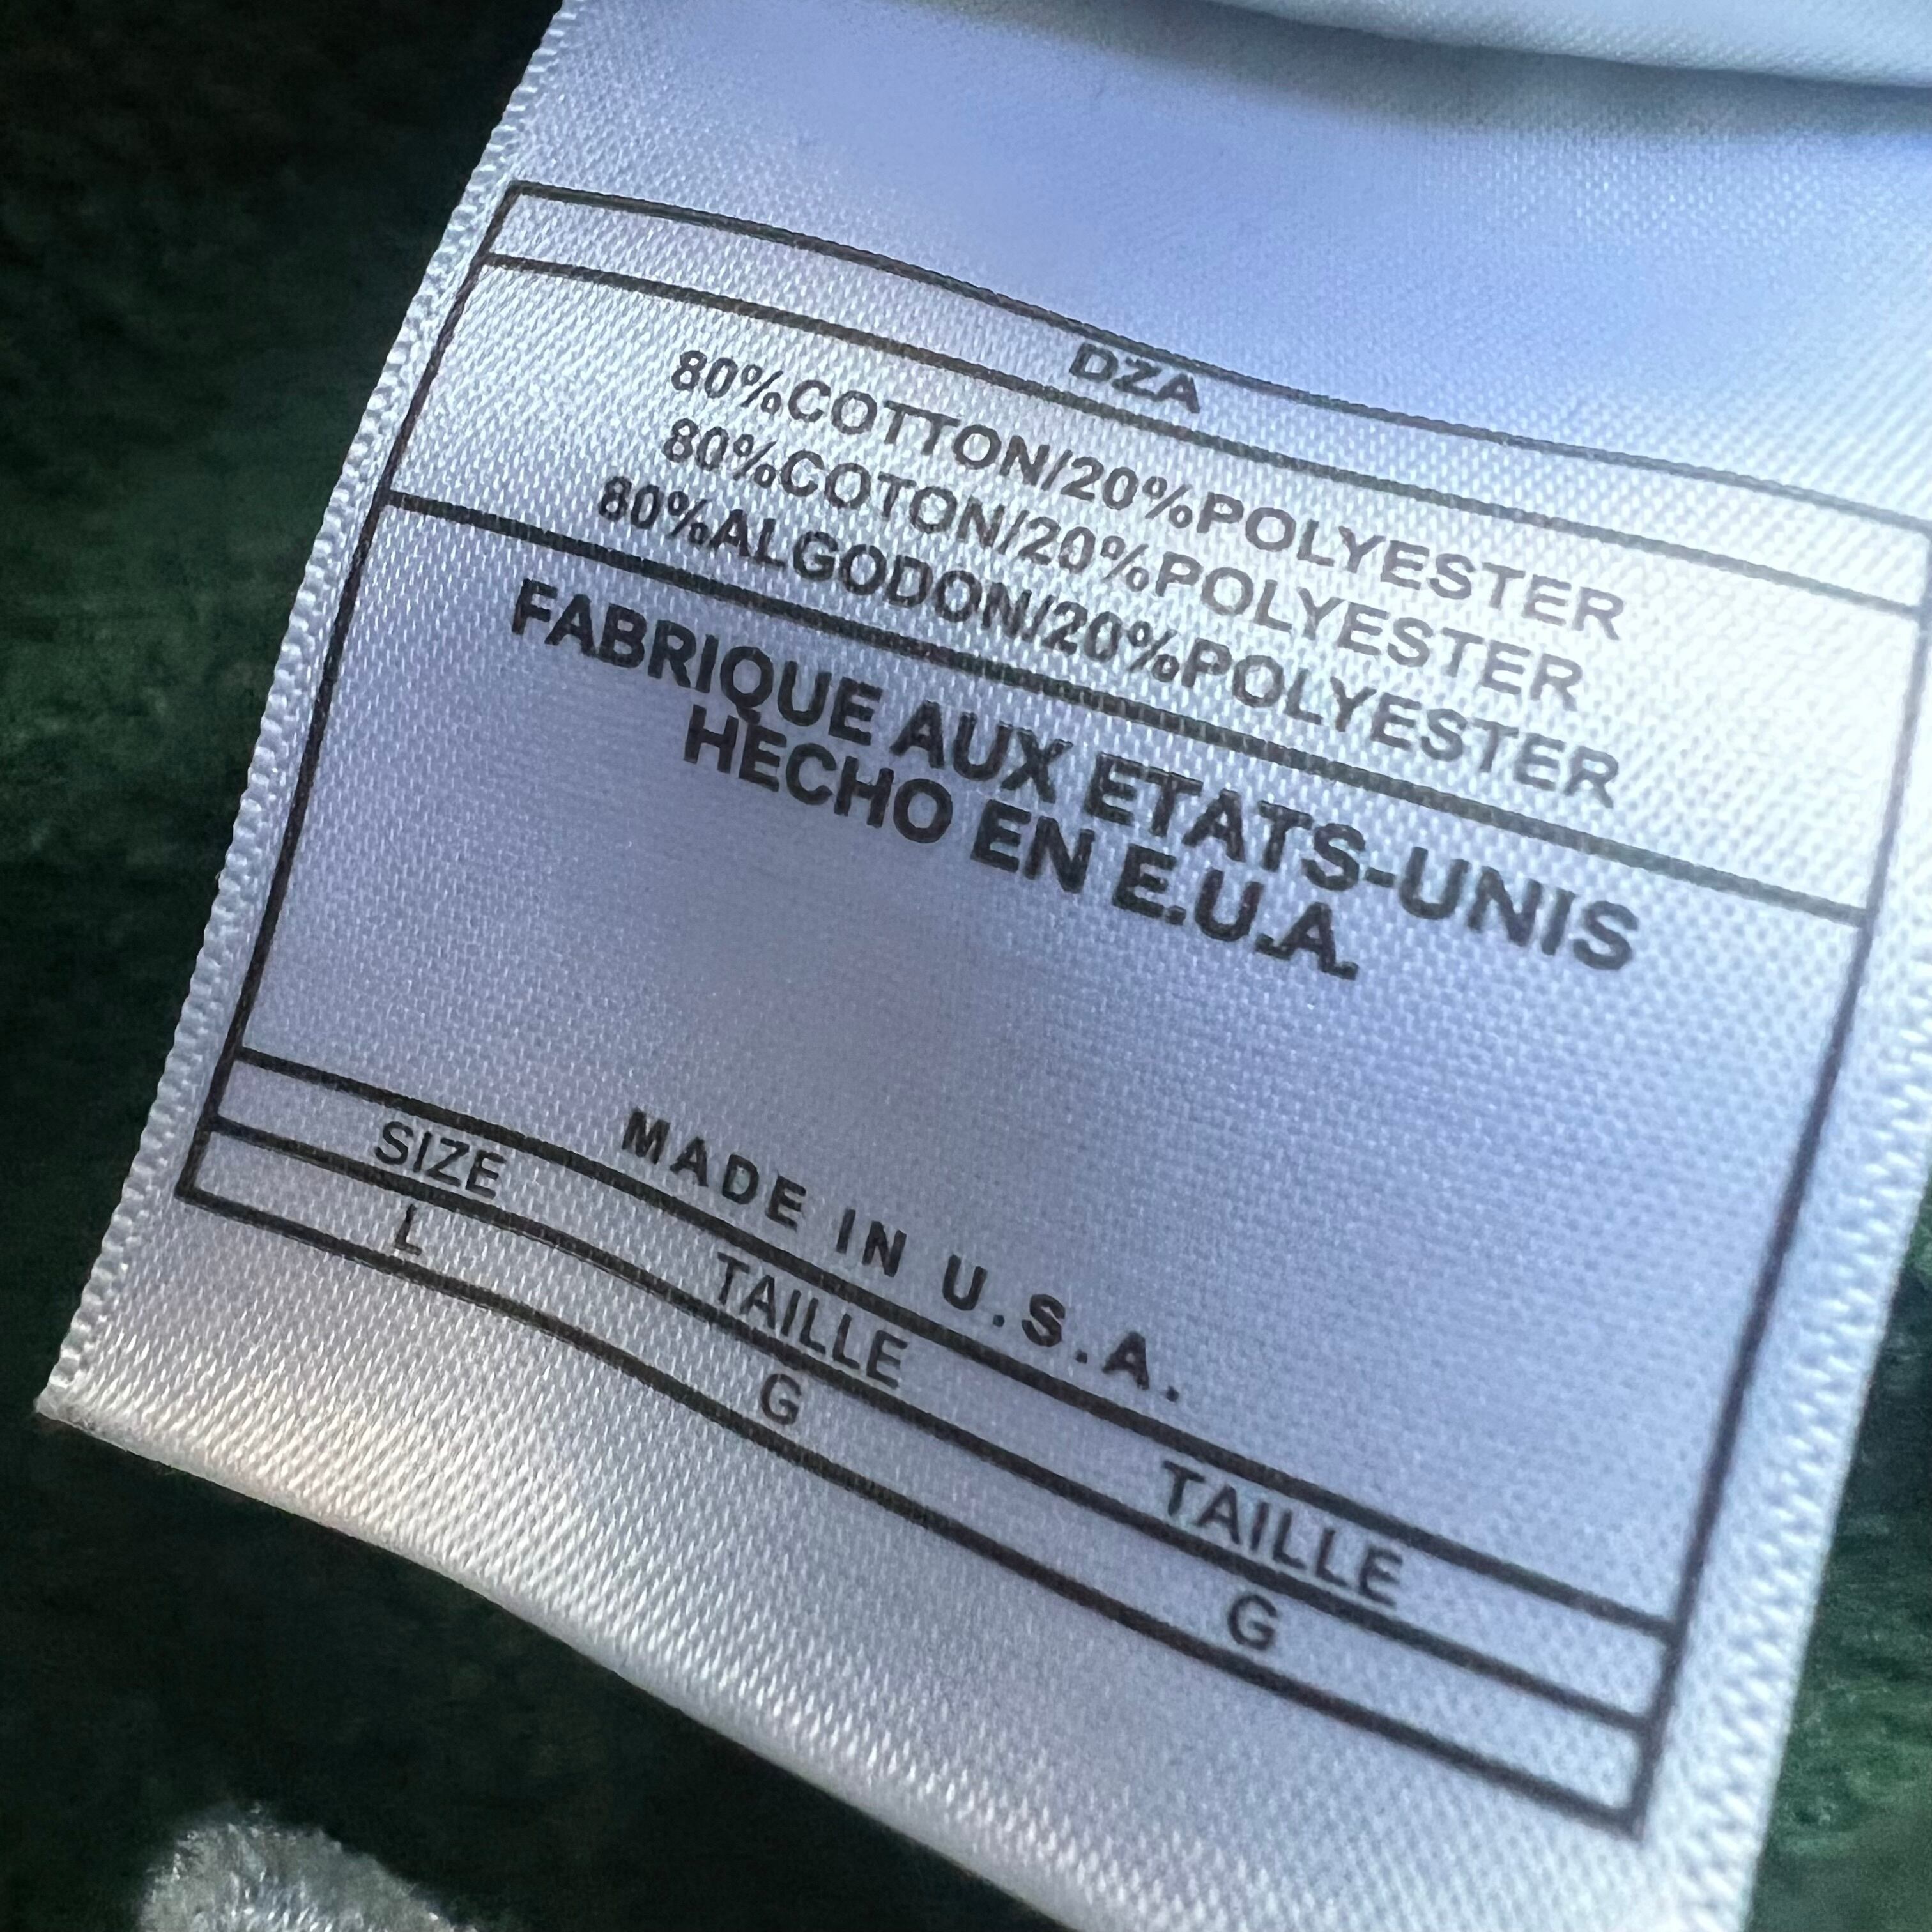 DZA
80%COTTON/20%POLYESTER
80%COTON/20%POLYESTER
80%ALGODON/20%POLYESTER
FABRIQUE AUX ETATS-UNIS
HECHO EN E.U.A.
MADE IN U.S.A.
SIZE TAILLE TAILLE
L G G